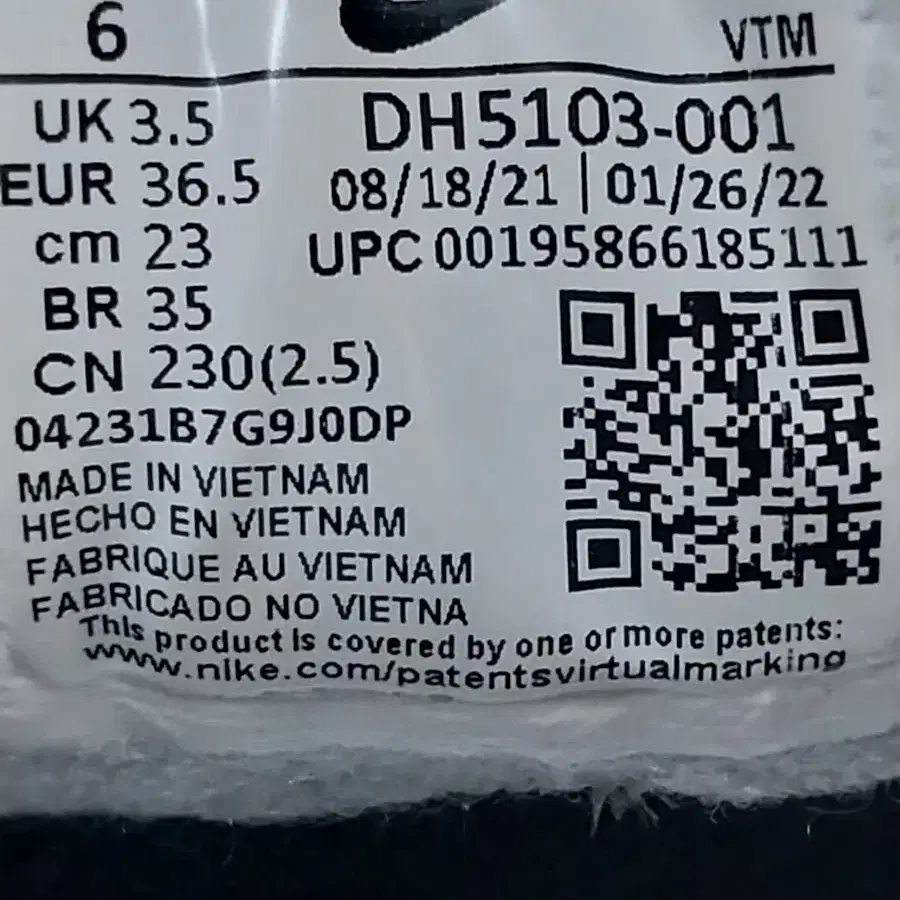 6 VTM
UK 3.5 DH5103-001
EUR 36.5 08/18/21 | 01/26/22
cm 23 UPC 00195866185111
BR 35
CN 230(2.5)
04231B7G9J0DP
MADE IN VIETNAM
HECHO EN VIETNAM
FABRIQUE AU VIETNAM
FABRICADO NO VIETNA
This product is covered by one or more patents:
www.nike.com/patentsvirtualmarking